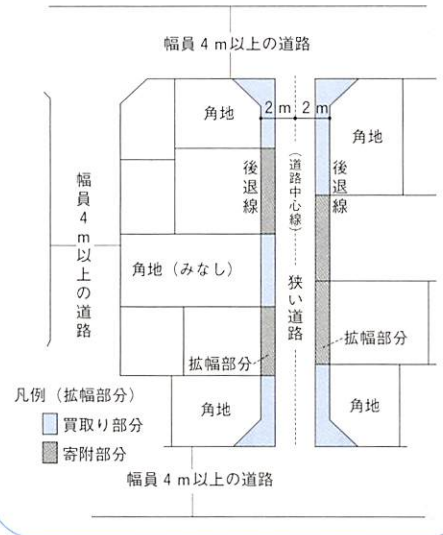 幅員4m以上の道路
角地
2m 2m
角地
後退線
(道路中心線)
後退線
幅員4m以上の道路
角地(みなし)
狭い道路
拡幅部分
拡幅部分
凡例(拡幅部分)
買取り部分
寄附部分
角地
角地
幅員4m以上の道路